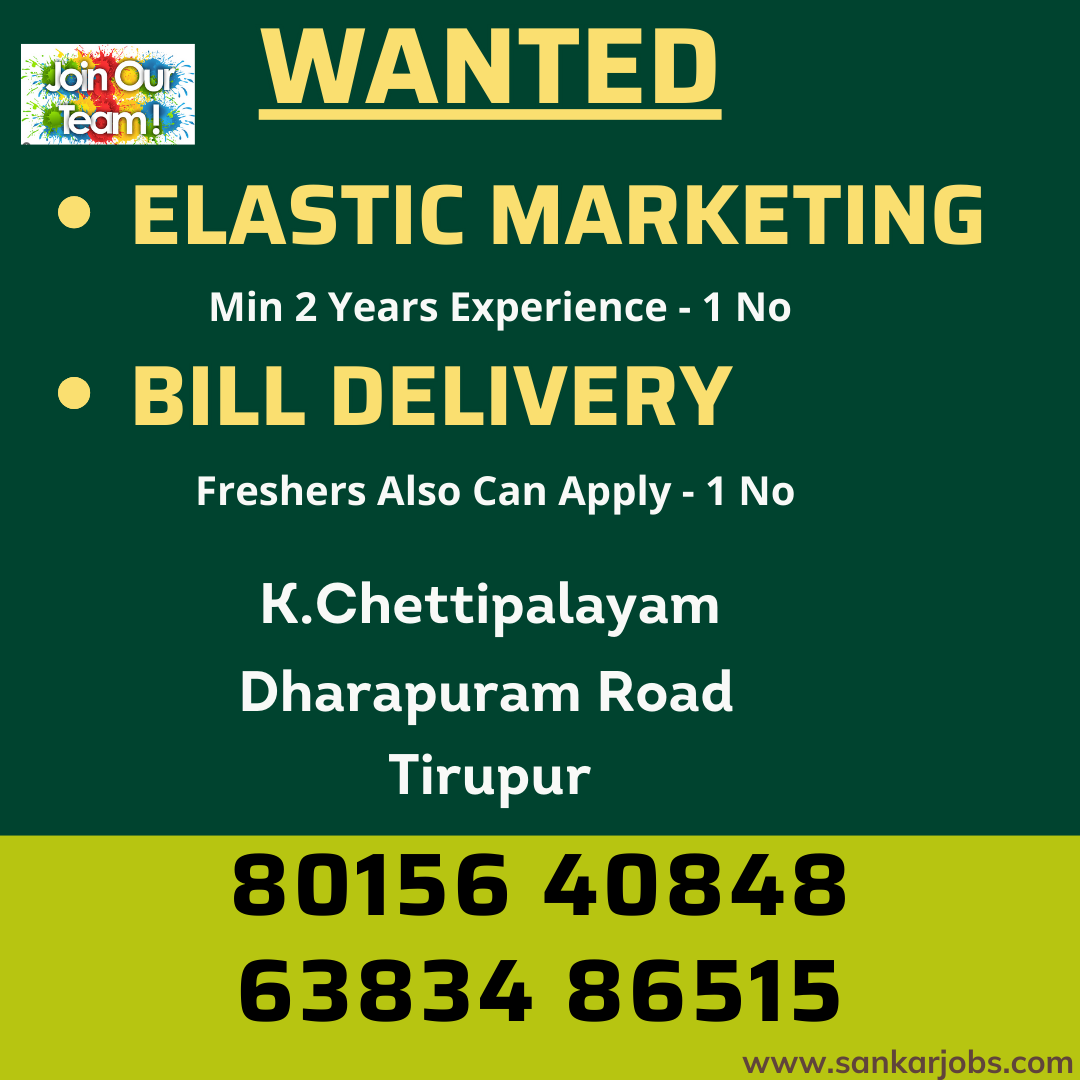 Join Our
Team !
WANTED
• ELASTIC MARKETING
Min 2 Years Experience - 1 No
• BILL DELIVERY
Freshers Also Can Apply - 1 No
K.Chettipalayam
Dharapuram Road
Tirupur
80156 40848
63834 86515
www.sankarjobs.com